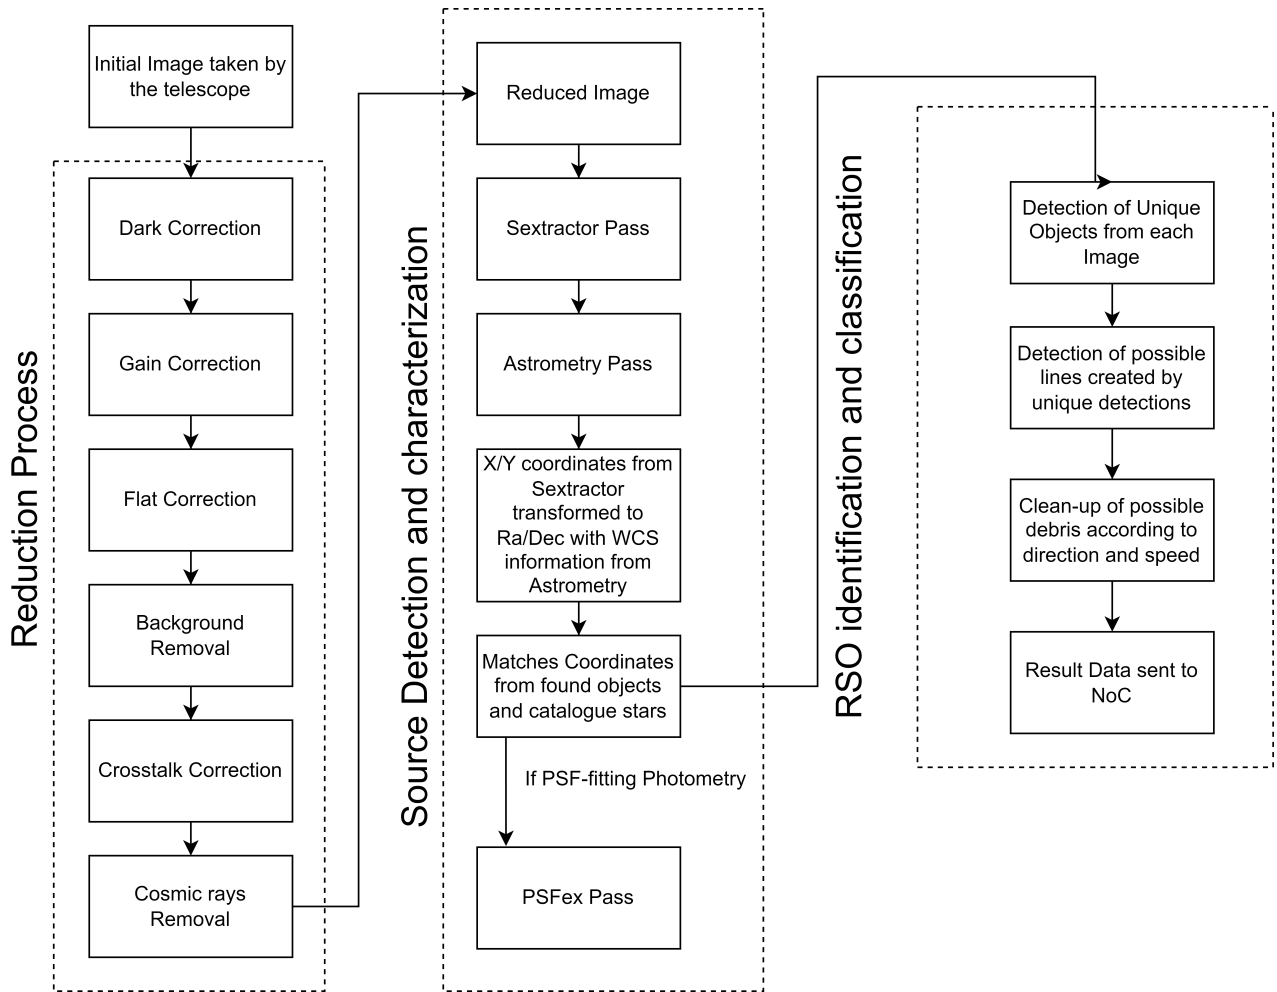 Initial Image taken by
the telescope
Reduction Process
Dark Correction
Gain Correction
Flat Correction
Background
Removal
Crosstalk Correction
Cosmic rays
Removal
Source Detection and characterization
Reduced Image
Sextractor Pass
Astrometry Pass
X/Y coordinates from
Sextractor
transformed to
Ra/Dec with WCS
information from
Astrometry
Matches Coordinates
from found objects
and catalogue stars
If PSF-fitting Photometry
PSFex Pass
RSO identification and classification
Detection of Unique
Objects from each
Image
Detection of possible
lines created by
unique detections
Clean-up of possible
debris according to
direction and speed
Result Data sent to
NoC